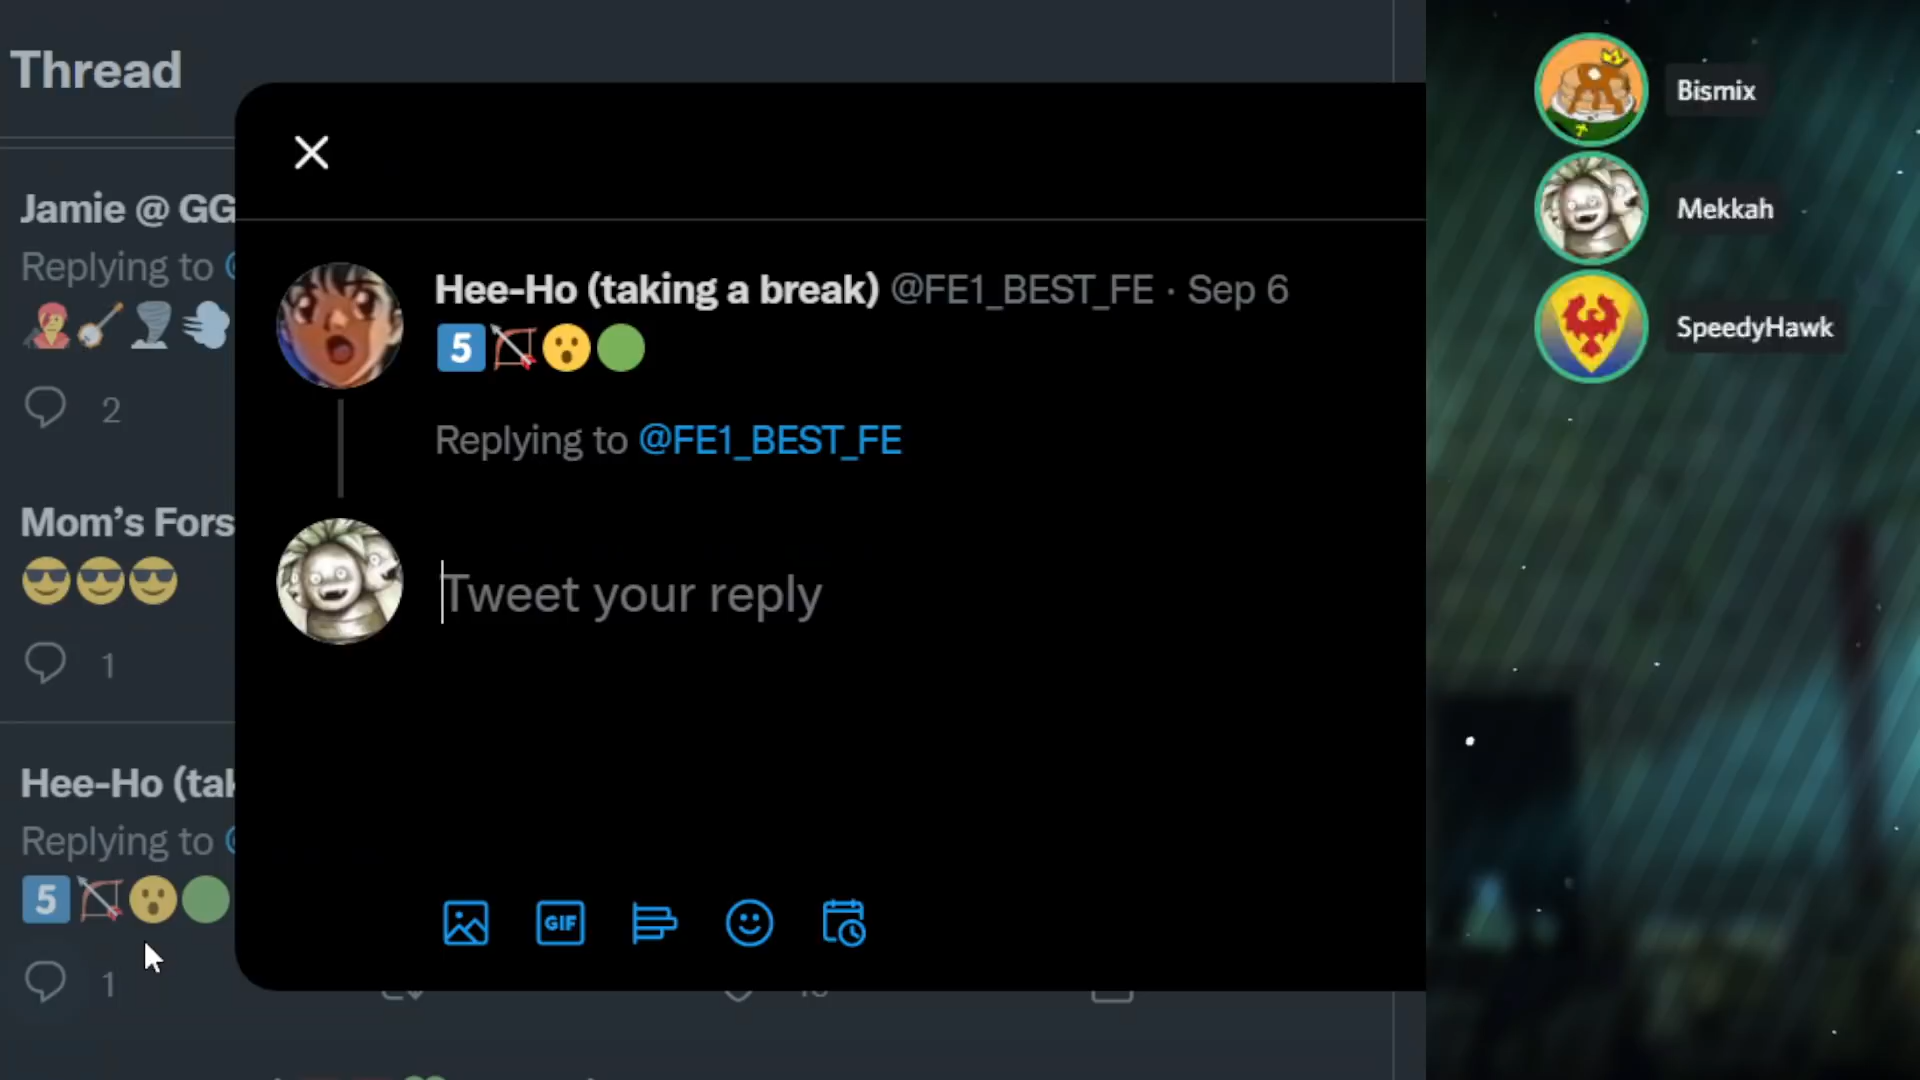 Thread
Jamie @ GG
Replying to
2
Mom's Fors
1
Hee-Ho (tak
Replying to
5
1
Hee-Ho (taking a break) @FE1_BEST_FE · Sep 6
5
Replying to @FE1_BEST_FE
Tweet your reply
GIF
Bismix
Mekkah
SpeedyHawk